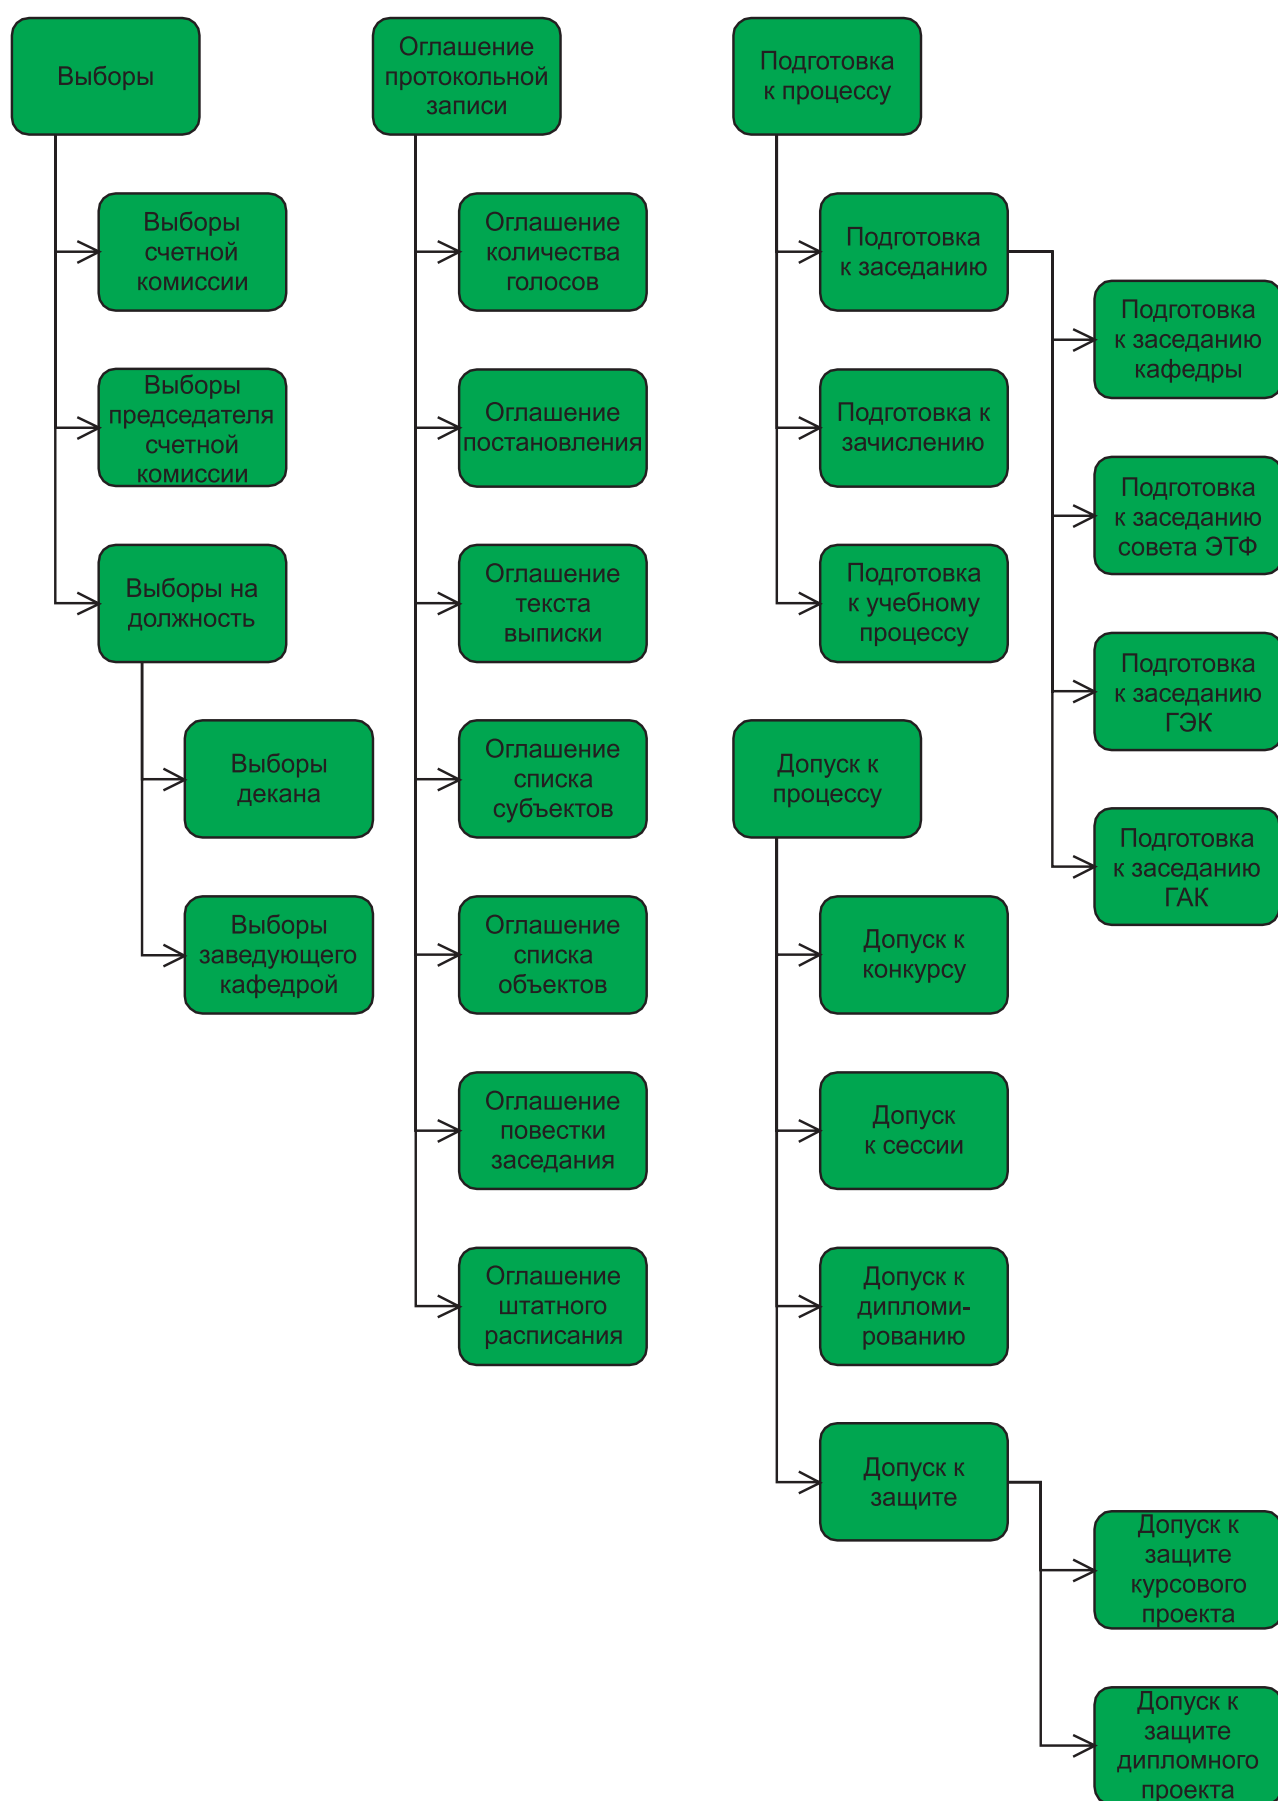 Выборы
Выборы
счетной
комиссии
Выборы
председателя
счетной
комиссии
Выборы на
должность
Выборы
декана
Выборы
заведующего
кафедрой
Оглашение
протокольной
записи
Оглашение
количества
голосов
Оглашение
постановления
Оглашение
текста
выписки
Оглашение
списка
субъектов
Оглашение
списка
объектов
Оглашение
повестки
заседания
Оглашение
штатного
расписания
Подготовка
к процессу
Подготовка
к заседанию
Подготовка
к заседанию
кафедры
Подготовка
к заседанию
совета ЭТФ
Подготовка
к заседанию
ГЭК
Подготовка
к заседанию
ГАК
Подготовка к
зачислению
Подготовка
к учебному
процессу
Допуск к
процессу
Допуск к
конкурсу
Допуск
к сессии
Допуск к
дипломи-
рованию
Допуск к
защите
Допуск к
защите
курсового
проекта
Допуск к
защите
дипломного
проекта